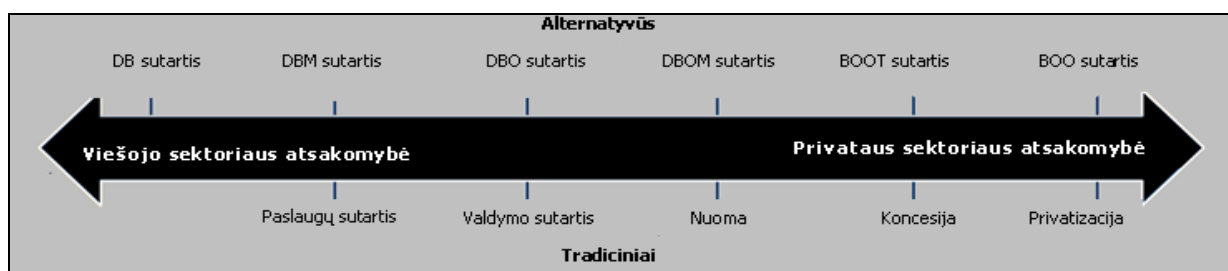 Alternatyvūs
DB sutartis DBM sutartis DBO sutartis DBOM sutartis BOOT sutartis BOO sutartis
Viešojo sektoriaus atsakomybė Privataus sektoriaus atsakomybė
Paslaugų sutartis Valdymo sutartis Nuoma Koncesija Privatizacija
Tradiciniai